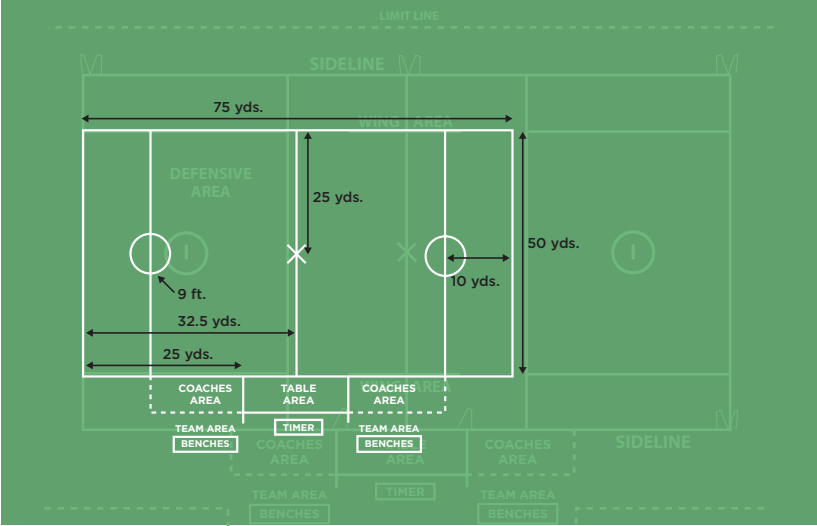 LIMIT LINE
SIDELINE
75 yds.
WING AREA
DEFENSIVE
AREA
25 yds.
50 yds.
I
I
10 yds.
9 ft.
32.5 yds.
25 yds.
COACHES
AREA
TABLE
AREA
COACHES
AREA
AREA
TEAM AREA
BENCHES
TIMER
TEAM AREA
BENCHES
COACHES
AREA
AREA
COACHES
AREA
SIDELINE
TEAM AREA
BENCHES
TIMER
TEAM AREA
BENCHES